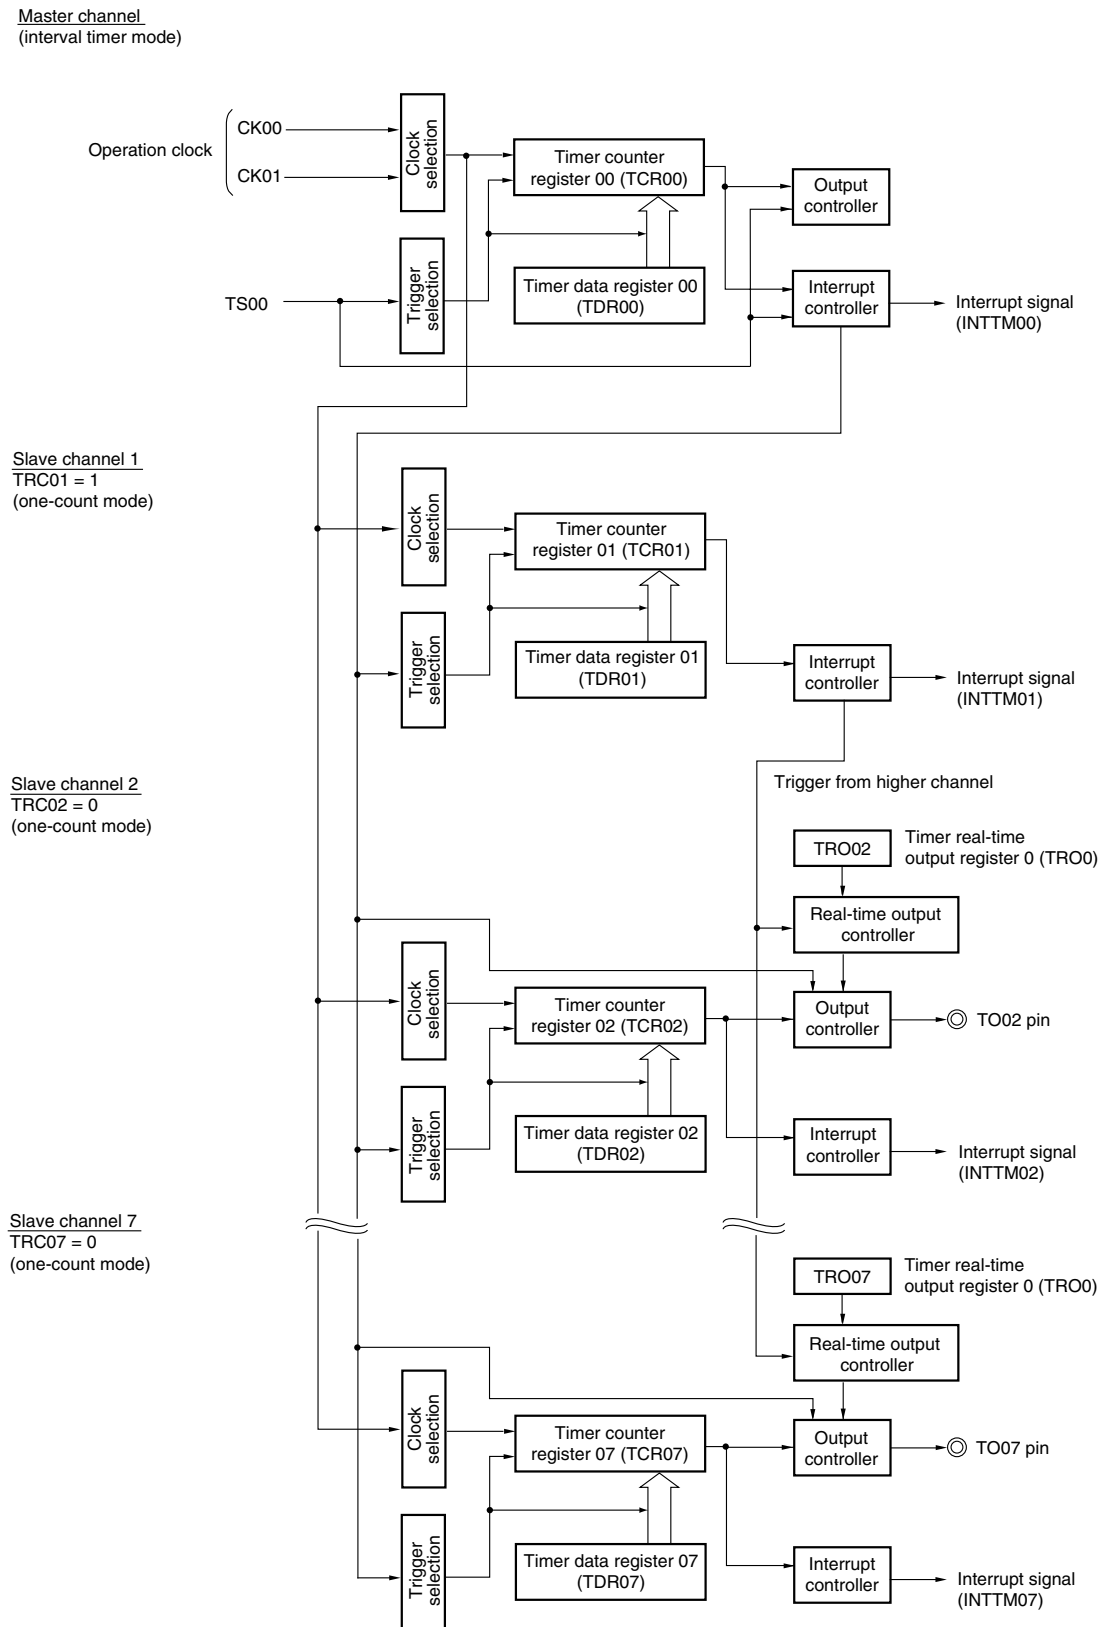 Master channel
(interval timer mode)
Operation clock
CK00
CK01
Clock
selection
Timer counter
register 00 (TCR00)
Output
controller
TS00
Trigger
selection
Timer data register 00
(TDR00)
Interrupt
controller
Interrupt signal
(INTTM00)
Slave channel 1
TRC01 = 1
(one-count mode)
Clock
selection
Timer counter
register 01 (TCR01)
Trigger
selection
Timer data register 01
(TDR01)
Interrupt
controller
Interrupt signal
(INTTM01)
Trigger from higher channel
Slave channel 2
TRC02 = 0
(one-count mode)
TRO02
Timer real-time
output register 0 (TRO0)
Real-time output
controller
Clock
selection
Timer counter
register 02 (TCR02)
Output
controller
TO02 pin
Trigger
selection
Timer data register 02
(TDR02)
Interrupt
controller
Interrupt signal
(INTTM02)
Slave channel 7
TRC07 = 0
(one-count mode)
TRO07
Timer real-time
output register 0 (TRO0)
Real-time output
controller
Clock
selection
Timer counter
register 07 (TCR07)
Output
controller
TO07 pin
Trigger
selection
Timer data register 07
(TDR07)
Interrupt
controller
Interrupt signal
(INTTM07)